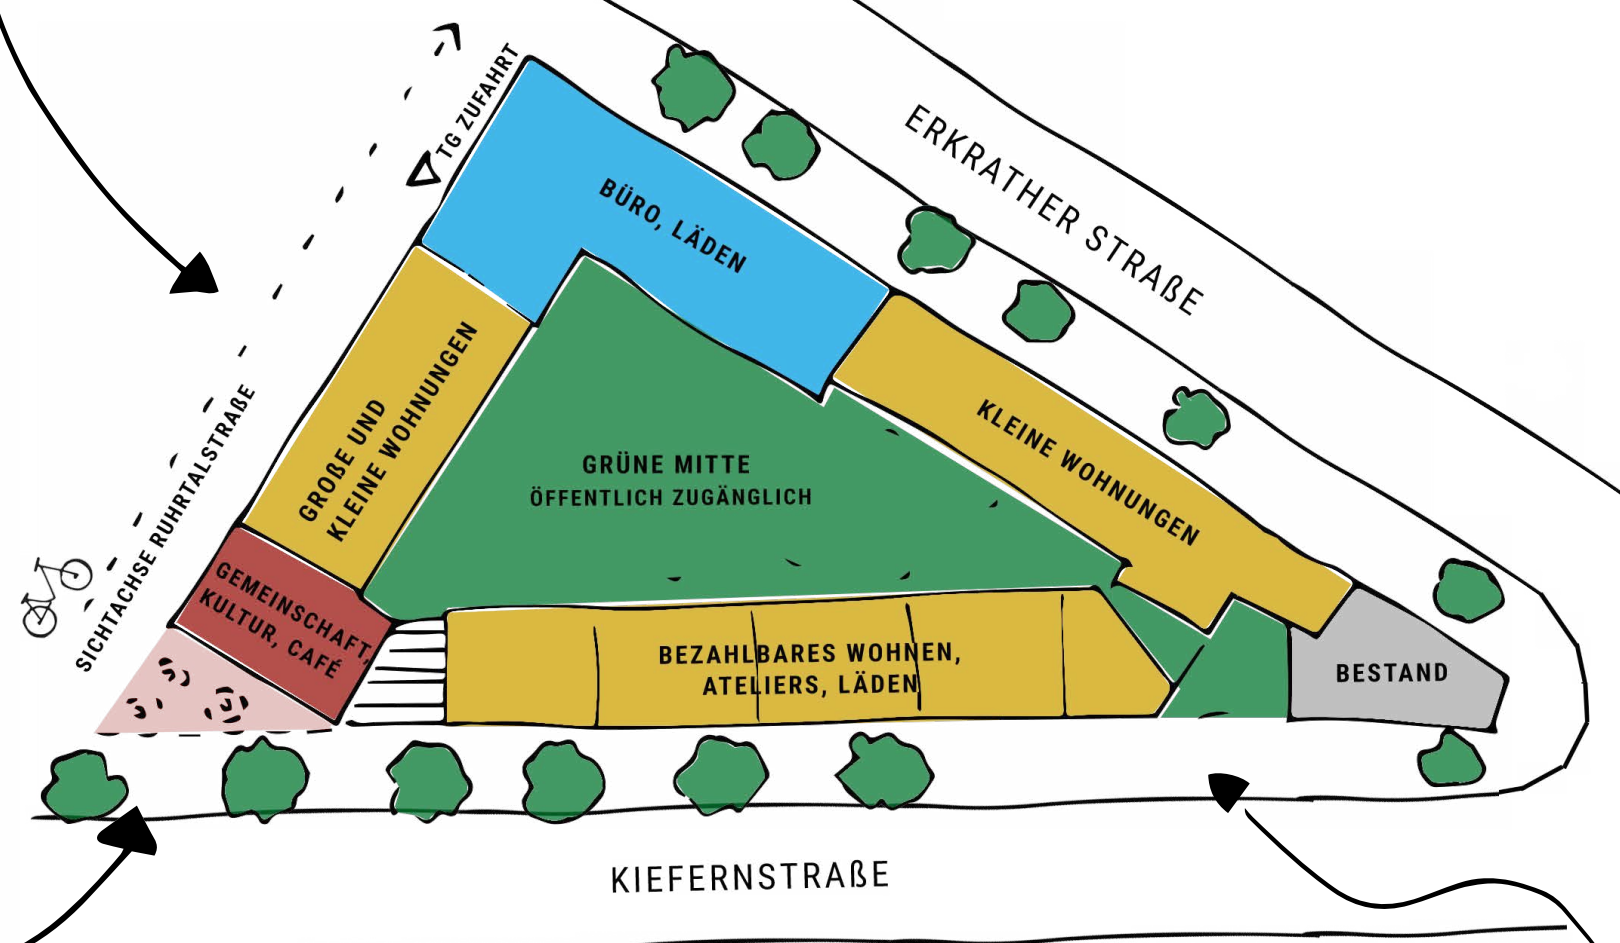 TG ZUFAHRT
ERKRATHER STRAßE
BÜRO, LÄDEN
GROßE UND
KLEINE WOHNUNGEN
KLEINE WOHNUNGEN
GRÜNE MITTE
ÖFFENTLICH ZUGÄNGLICH
SICHTACHSE RUHRTALSTRAßE
GEMEINSCHAFT,
KULTUR, CAFÉ
BEZAHLBARES WOHNEN,
ATELIERS, LÄDEN
BESTAND
KIEFERNSTRAßE